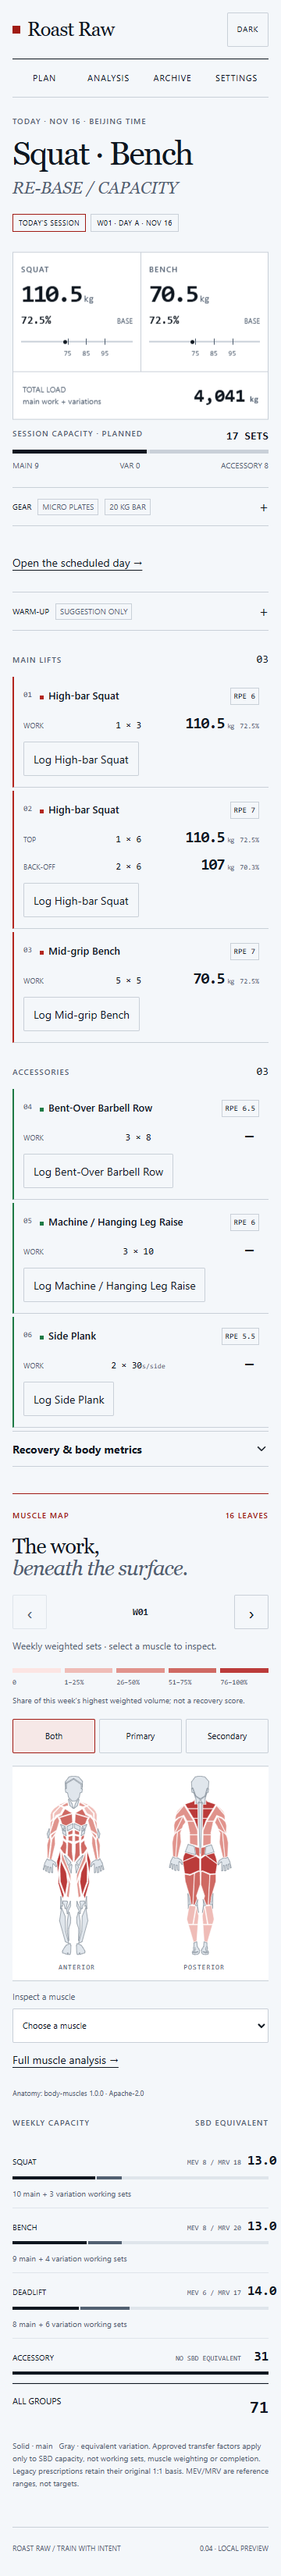 Roast Raw
DARK
PLAN ANALYSIS ARCHIVE SETTINGS
TODAY · NOV 16 · BEIJING TIME
Squat · Bench
RE-BASE / CAPACITY
TODAY'S SESSION W01 · DAY A · NOV 16
SQUAT
110.5 kg
72.5% BASE
75 85 95
BENCH
70.5 kg
72.5% BASE
75 85 95
TOTAL LOAD
main work + variations
4,041 kg
SESSION CAPACITY · PLANNED 17 SETS
MAIN 9 VAR 0 ACCESSORY 8
GEAR MICRO PLATES 20 KG BAR +
Open the scheduled day →
WARM-UP SUGGESTION ONLY +
MAIN LIFTS 03
01 High-bar Squat RPE 6
WORK 1 × 3 110.5 kg 72.5%
Log High-bar Squat
02 High-bar Squat RPE 7
TOP 1 × 6 110.5 kg 72.5%
BACK-OFF 2 × 6 107 kg 70.3%
Log High-bar Squat
03 Mid-grip Bench RPE 7
WORK 5 × 5 70.5 kg 72.5%
Log Mid-grip Bench
ACCESSORIES 03
04 Bent-Over Barbell Row RPE 6.5
WORK 3 × 8 —
Log Bent-Over Barbell Row
05 Machine / Hanging Leg Raise RPE 6
WORK 3 × 10 —
Log Machine / Hanging Leg Raise
06 Side Plank RPE 5.5
WORK 2 × 30s/side —
Log Side Plank
Recovery & body metrics
MUSCLE MAP 16 LEAVES
The work,
beneath the surface.
‹ W01 ›
Weekly weighted sets · select a muscle to inspect.
0 1–25% 26–50% 51–75% 76–100%
Share of this week's highest weighted volume; not a recovery score.
Both Primary Secondary
ANTERIOR POSTERIOR
Inspect a muscle
Choose a muscle
Full muscle analysis →
Anatomy: body-muscles 1.0.0 · Apache-2.0
WEEKLY CAPACITY SBD EQUIVALENT
SQUAT MEV 8 / MRV 18 13.0
10 main + 3 variation working sets
BENCH MEV 8 / MRV 20 13.0
9 main + 4 variation working sets
DEADLIFT MEV 6 / MRV 17 14.0
8 main + 6 variation working sets
ACCESSORY NO SBD EQUIVALENT 31
ALL GROUPS 71
Solid · main Gray · equivalent variation. Approved transfer factors apply
only to SBD capacity, not working sets, muscle weighting or completion.
Legacy prescriptions retain their original 1:1 basis. MEV/MRV are reference
ranges, not targets.
ROAST RAW / TRAIN WITH INTENT 0.04 · LOCAL PREVIEW